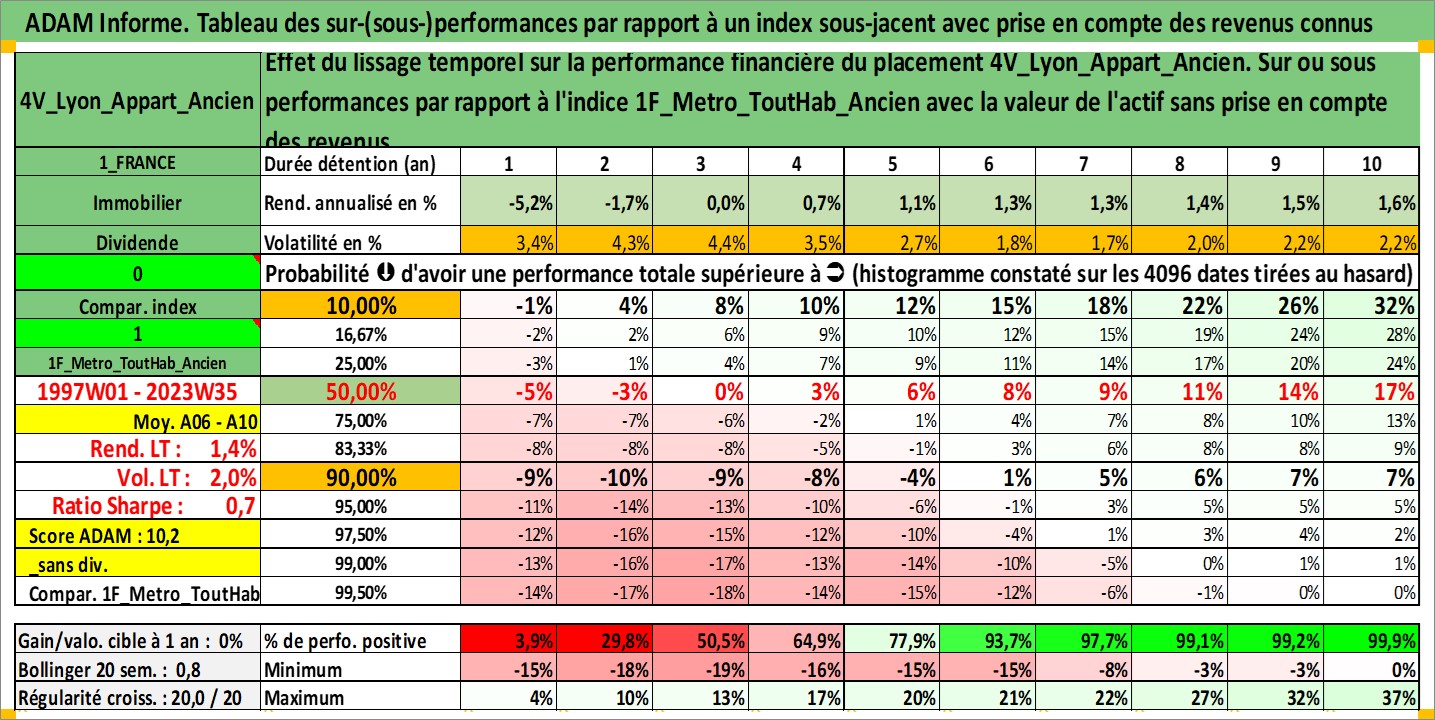 ADAM Informe. Tableau des sur-(sous-)performances par rapport à un index sous-jacent avec prise en compte des revenus connus
4V_Lyon_Appart_Ancien
Effet du lissage temporel sur la performance financière du placement 4V_Lyon_Appart_Ancien. Sur ou sous
performances par rapport à l'indice 1F_Metro_ToutHab_Ancien avec la valeur de l'actif sans prise en compte
des revenus
1_FRANCE Durée détention (an) 1 2 3 4 5 6 7 8 9 10
Immobilier Rend. annualisé en % -5,2% -1,7% 0,0% 0,7% 1,1% 1,3% 1,3% 1,4% 1,5% 1,6%
Dividende Volatilité en % 3,4% 4,3% 4,4% 3,5% 2,7% 1,8% 1,7% 2,0% 2,2% 2,2%
0 Probabilité ⮋ d'avoir une performance totale supérieure à ⮊ (histogramme constaté sur les 4096 dates tirées au hasard)
Compar. index 10,00% -1% 4% 8% 10% 12% 15% 18% 22% 26% 32%
1 16,67% -2% 2% 6% 9% 10% 12% 15% 19% 24% 28%
1F_Metro_ToutHab_Ancien 25,00% -3% 1% 4% 7% 9% 11% 14% 17% 20% 24%
1997W01 - 2023W35 50,00% -5% -3% 0% 3% 6% 8% 9% 11% 14% 17%
Moy. A06 - A10 75,00% -7% -7% -6% -2% 1% 4% 7% 8% 10% 13%
Rend. LT : 1,4% 83,33% -8% -8% -8% -5% -1% 3% 6% 8% 8% 9%
Vol. LT : 2,0% 90,00% -9% -10% -9% -8% -4% 1% 5% 6% 7% 7%
Ratio Sharpe : 0,7 95,00% -11% -14% -13% -10% -6% -1% 3% 5% 5% 5%
Score ADAM : 10,2 97,50% -12% -16% -15% -12% -10% -4% 1% 3% 4% 2%
_sans div. 99,00% -13% -16% -17% -13% -14% -10% -5% 0% 1% 1%
Compar. 1F_Metro_ToutHab 99,50% -14% -17% -18% -14% -15% -12% -6% -1% 0% 0%
Gain/valo. cible à 1 an : 0% % de perfo. positive 3,9% 29,8% 50,5% 64,9% 77,9% 93,7% 97,7% 99,1% 99,2% 99,9%
Bollinger 20 sem. : 0,8 Minimum -15% -18% -19% -16% -15% -15% -8% -3% -3% 0%
Régularité croiss. : 20,0 / 20 Maximum 4% 10% 13% 17% 20% 21% 22% 27% 32% 37%